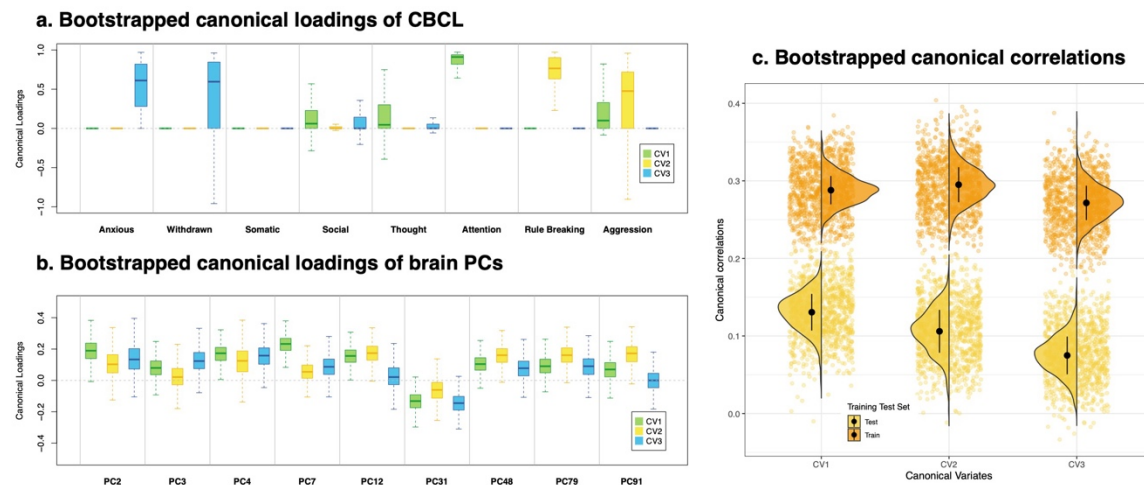 a. Bootstrapped canonical loadings of CBCL
Canonical Loadings
1.0
0.5
0.0
−0.5
−1.0
CV1
CV2
CV3
Anxious Withdrawn Somatic Social Thought Attention Rule Breaking Aggression
b. Bootstrapped canonical loadings of brain PCs
Canonical Loadings
0.4
0.2
0.0
−0.2
−0.4
CV1
CV2
CV3
PC2 PC3 PC4 PC7 PC12 PC31 PC48 PC79 PC91
c. Bootstrapped canonical correlations
Canonical correlations
0.4
0.3
0.2
0.1
0.0
Training Test Set
Test
Train
CV1 CV2 CV3
Canonical Variates